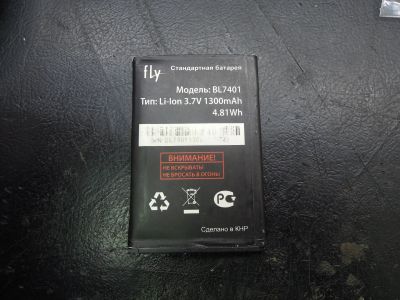 fly Стандартная батарея
Модель: BL7401
Тип: Li-Ion 3.7V 1300mAh
4.81Wh
ВНИМАНИЕ!
НЕ ВСКРЫВАТЬ
НЕ БРОСАТЬ В ОГОНЬ!
Сделано в КНР